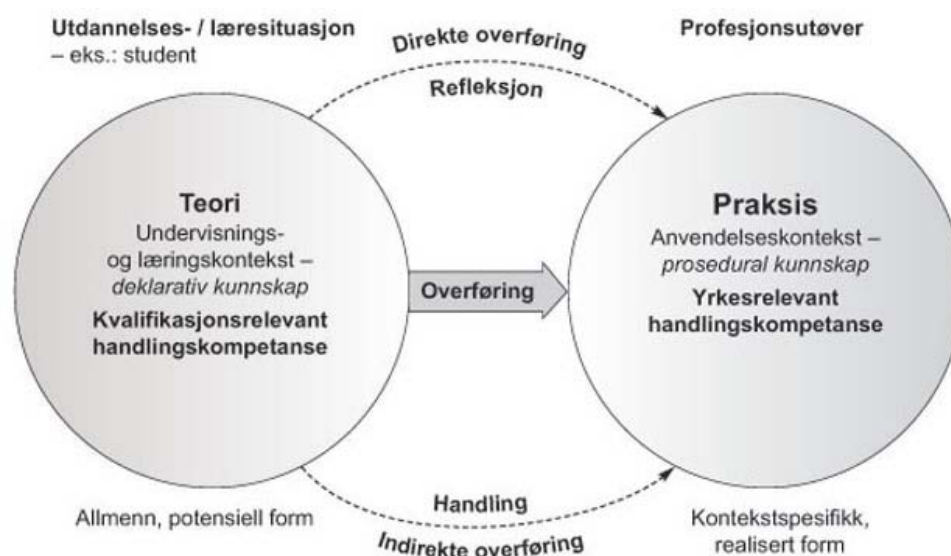 Utdannelses- / læresituasjon
– eks.: student
Direkte overføring
Refleksjon
Profesjonsutøver
Teori
Undervisnings-
og læringskontekst –
deklarativ kunnskap
Kvalifikasjonsrelevant
handlingskompetanse
Overføring
Praksis
Anvendelseskontekst –
prosedural kunnskap
Yrkesrelevant
handlingskompetanse
Allmenn, potensiell form
Handling
Indirekte overføring
Kontekstspesifikk,
realisert form